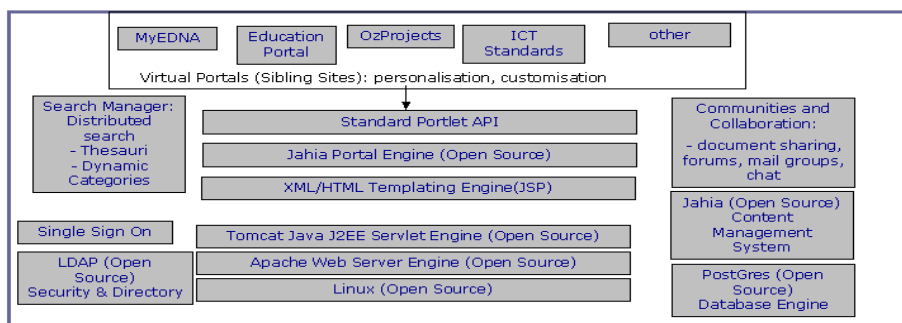 MyEDNA
Education
Portal
OzProjects
ICT
Standards
other
Virtual Portals (Sibling Sites): personalisation, customisation
Search Manager:
Distributed
search
- Thesauri
- Dynamic
Categories
Standard Portlet API
Jahia Portal Engine (Open Source)
XML/HTML Templating Engine(JSP)
Communities and
Collaboration:
- document sharing,
forums, mail groups,
chat
Jahia (Open Source)
Content
Management
System
Single Sign On
LDAP (Open
Source)
Security & Directory
Tomcat Java J2EE Servlet Engine (Open Source)
Apache Web Server Engine (Open Source)
Linux (Open Source)
PostGres (Open
Source)
Database Engine